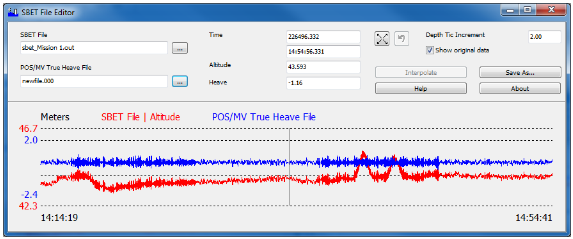 SBET File Editor
SBET File
sbet_Mission 1.out
...
POS/MV True Heave File
newfile.000
...
Time
226496.332
14:54:56.331
Altitude
43.593
Heave
-1.16
Depth Tic Increment
2.00
Show original data
Interpolate
Save As...
Help
About
Meters
SBET File | Altitude
POS/MV True Heave File
46.7
2.0
-2.4
42.3
14:14:19
14:54:41